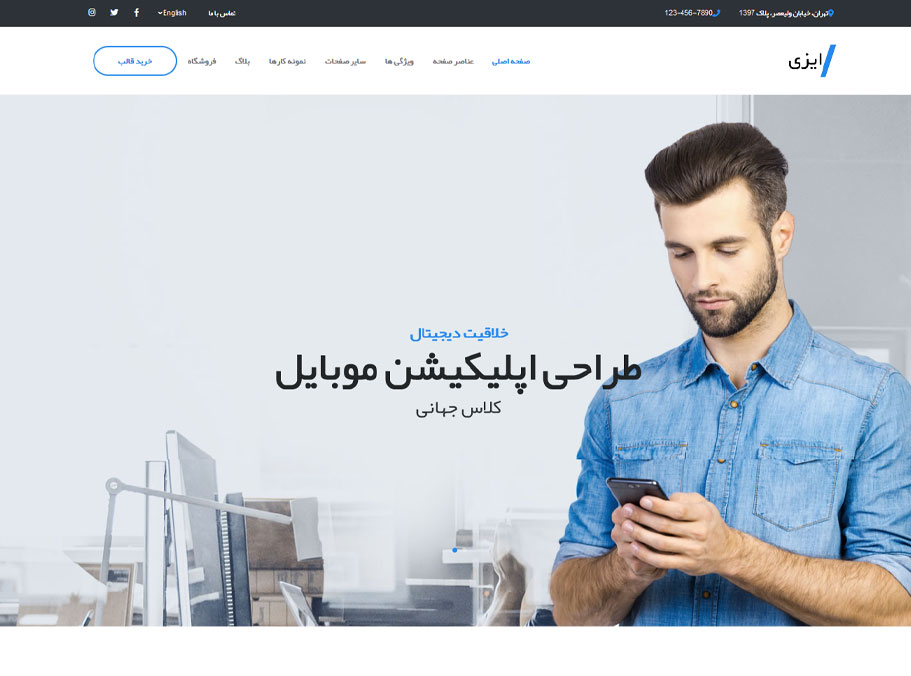 تهران، خیابان ولیعصر، پلاک 1397
123-456-7890
تماس با ما
English
ایزی
صفحه اصلی
عناصر صفحه
ویژگی ها
سایر صفحات
نمونه کارها
بلاگ
فروشگاه
خرید قالب
خلاقیت دیجیتال
طراحی اپلیکیشن موبایل
کلاس جهانی